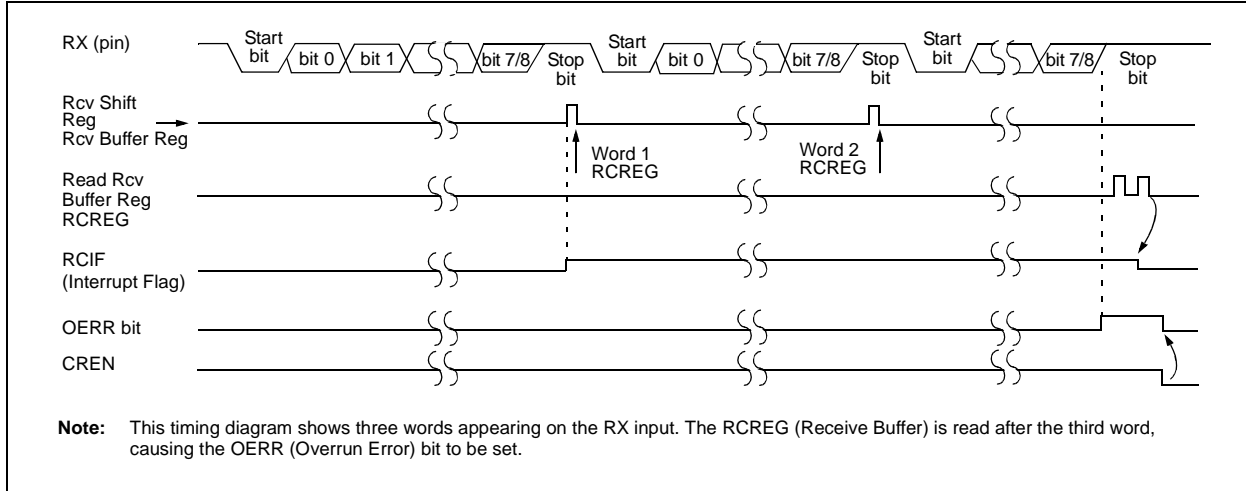 RX (pin)
Start
bit
bit 0
bit 1
bit 7/8
Stop
bit
Start
bit
bit 0
bit 7/8
Stop
bit
Start
bit
bit 7/8
Stop
bit
Rcv Shift
Reg
Rcv Buffer Reg
Word 1
RCREG
Word 2
RCREG
Read Rcv
Buffer Reg
RCREG
RCIF
(Interrupt Flag)
OERR bit
CREN
Note: This timing diagram shows three words appearing on the RX input. The RCREG (Receive Buffer) is read after the third word,
causing the OERR (Overrun Error) bit to be set.